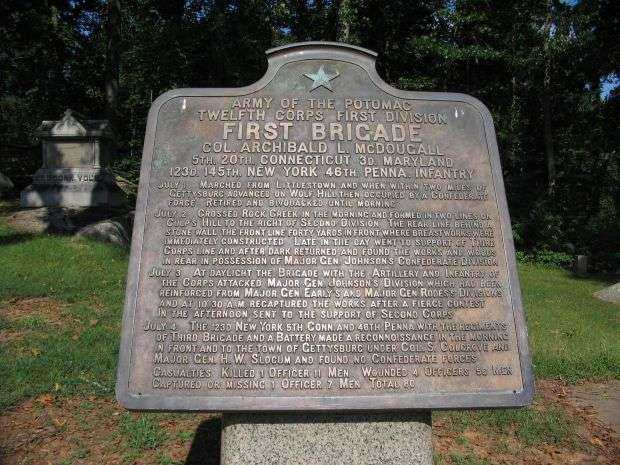 ARMY OF THE POTOMAC
TWELFTH CORPS FIRST DIVISION
FIRST BRIGADE
COL. ARCHIBALD L. McDOUGALL
5TH. 20TH. CONNECTICUT 3D. MARYLAND
123D. 145TH. NEW YORK 46TH. PENNA. INFANTRY
JULY 1 MARCHED FROM LITTLESTOWN AND WHEN WITHIN TWO MILES OF
GETTYSBURG ADVANCED ON WOLF HILL THEN OCCUPIED BY A CONFEDERATE
FORCE RETIRED AND BIVOUACKED UNTIL MORNING
JULY 2 CROSSED ROCK CREEK IN THE MORNING AND FORMED IN TWO LINES ON
CULP'S HILL TO THE RIGHT OF SECOND DIVISION THE REAR LINE BEHIND A
STONE WALL THE FRONT LINE FORTY YARDS IN FRONT WHERE BREASTWORKS WERE
IMMEDIATELY CONSTRUCTED LATE IN THE DAY WENT TO SUPPORT OF THIRD
CORPS LINE AND AFTER DARK RETURNED AND FOUND THE WORKS AND WOODS
IN REAR IN POSSESSION OF MAJOR GEN. JOHNSON'S CONFEDERATE DIVISION
JULY 3 AT DAYLIGHT THE BRIGADE WITH THE ARTILLERY AND INFANTRY OF
THE CORPS ATTACKED MAJOR GEN. JOHNSON'S DIVISION WHICH HAD BEEN
REINFORCED FROM MAJOR GEN. EARLY'S AND MAJOR GEN. RODES'S DIVISIONS
AND AT 10.30 A.M. RECAPTURED THE WORKS AFTER A FIERCE CONTEST
IN THE AFTERNOON SENT TO THE SUPPORT OF SECOND CORPS
JULY 4 THE 123D NEW YORK 5TH CONN. AND 46TH PENNA. WITH THE REGIMENTS
OF THIRD BRIGADE AND A BATTERY MADE A RECONNOISSANCE IN THE MORNING
IN FRONT AND TO THE TOWN OF GETTYSBURG UNDER COL. S. COLGROVE AND
MAJOR GEN. H. W. SLOCUM AND FOUND NO CONFEDERATE FORCES
CASUALTIES KILLED 1 OFFICER 11 MEN WOUNDED 4 OFFICERS 56 MEN
CAPTURED OR MISSING 1 OFFICER 7 MEN TOTAL 80